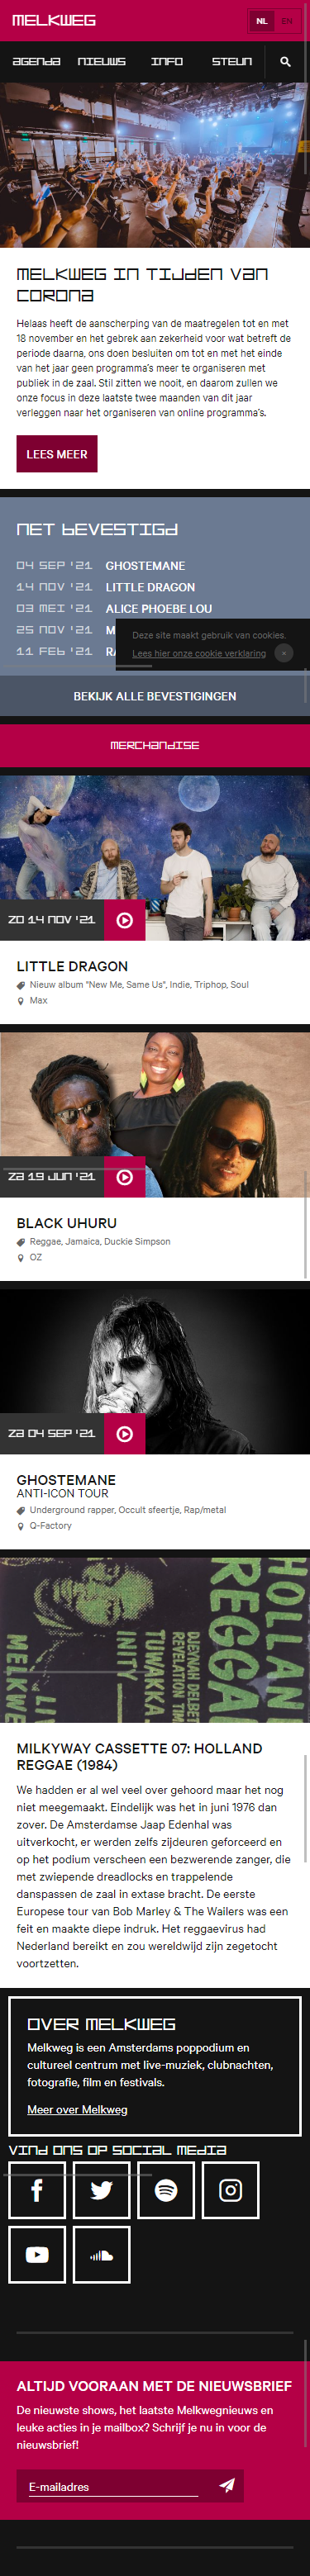 MELKWEG
NL EN
AGENDA NIEUWS INFO STEUN
MELKWEG IN TIJDEN VAN
CORONA
Helaas heeft de aanscherping van de maatregelen tot en met
18 november en het gebrek aan zekerheid voor wat betreft de
periode daarna, ons doen besluiten om tot en met het einde
van het jaar geen programma's meer te organiseren met
publiek in de zaal. Stil zitten we nooit, en daarom zullen we
onze focus in deze laatste twee maanden van dit jaar
verleggen naar het organiseren van online programma's.
LEES MEER
NET BEVESTIGD
04 SEP '21 GHOSTEMANE
14 NOV '21 LITTLE DRAGON
03 MEI '21 ALICE PHOEBE LOU
25 NOV '21
11 FEB '21
Deze site maakt gebruik van cookies.
Lees hier onze cookie verklaring ×
BEKIJK ALLE BEVESTIGINGEN
MERCHANDISE
ZO 14 NOV '21
LITTLE DRAGON
Nieuw album "New Me, Same Us", Indie, Triphop, Soul
Max
ZA 19 JUN '21
BLACK UHURU
Reggae, Jamaica, Duckie Simpson
OZ
ZA 04 SEP '21
GHOSTEMANE
ANTI-ICON TOUR
Underground rapper, Occult sfeertje, Rap/metal
Q-Factory
HOLLAN
REGGA
MILKYWAY CASSETTE 07: HOLLAND
REGGAE (1984)
We hadden er al wel veel over gehoord maar het nog
niet meegemaakt. Eindelijk was het in juni 1976 dan
zover. De Amsterdamse Jaap Edenhal was
uitverkocht, er werden zelfs zijdeuren geforceerd en
op het podium verscheen een bezwerende zanger, die
met zwiepende dreadlocks en trappelende
danspassen de zaal in extase bracht. De eerste
Europese tour van Bob Marley & The Wailers was een
feit en maakte diepe indruk. Het reggaevirus had
Nederland bereikt en zou wereldwijd zijn zegetocht
voortzetten.
OVER MELKWEG
Melkweg is een Amsterdams poppodium en
cultureel centrum met live-muziek, clubnachten,
fotografie, film en festivals.
Meer over Melkweg
VIND ONS OP SOCIAL MEDIA
ALTIJD VOORAAN MET DE NIEUWSBRIEF
De nieuwste shows, het laatste Melkwegnieuws en
leuke acties in je mailbox? Schrijf je nu in voor de
nieuwsbrief!
E-mailadres